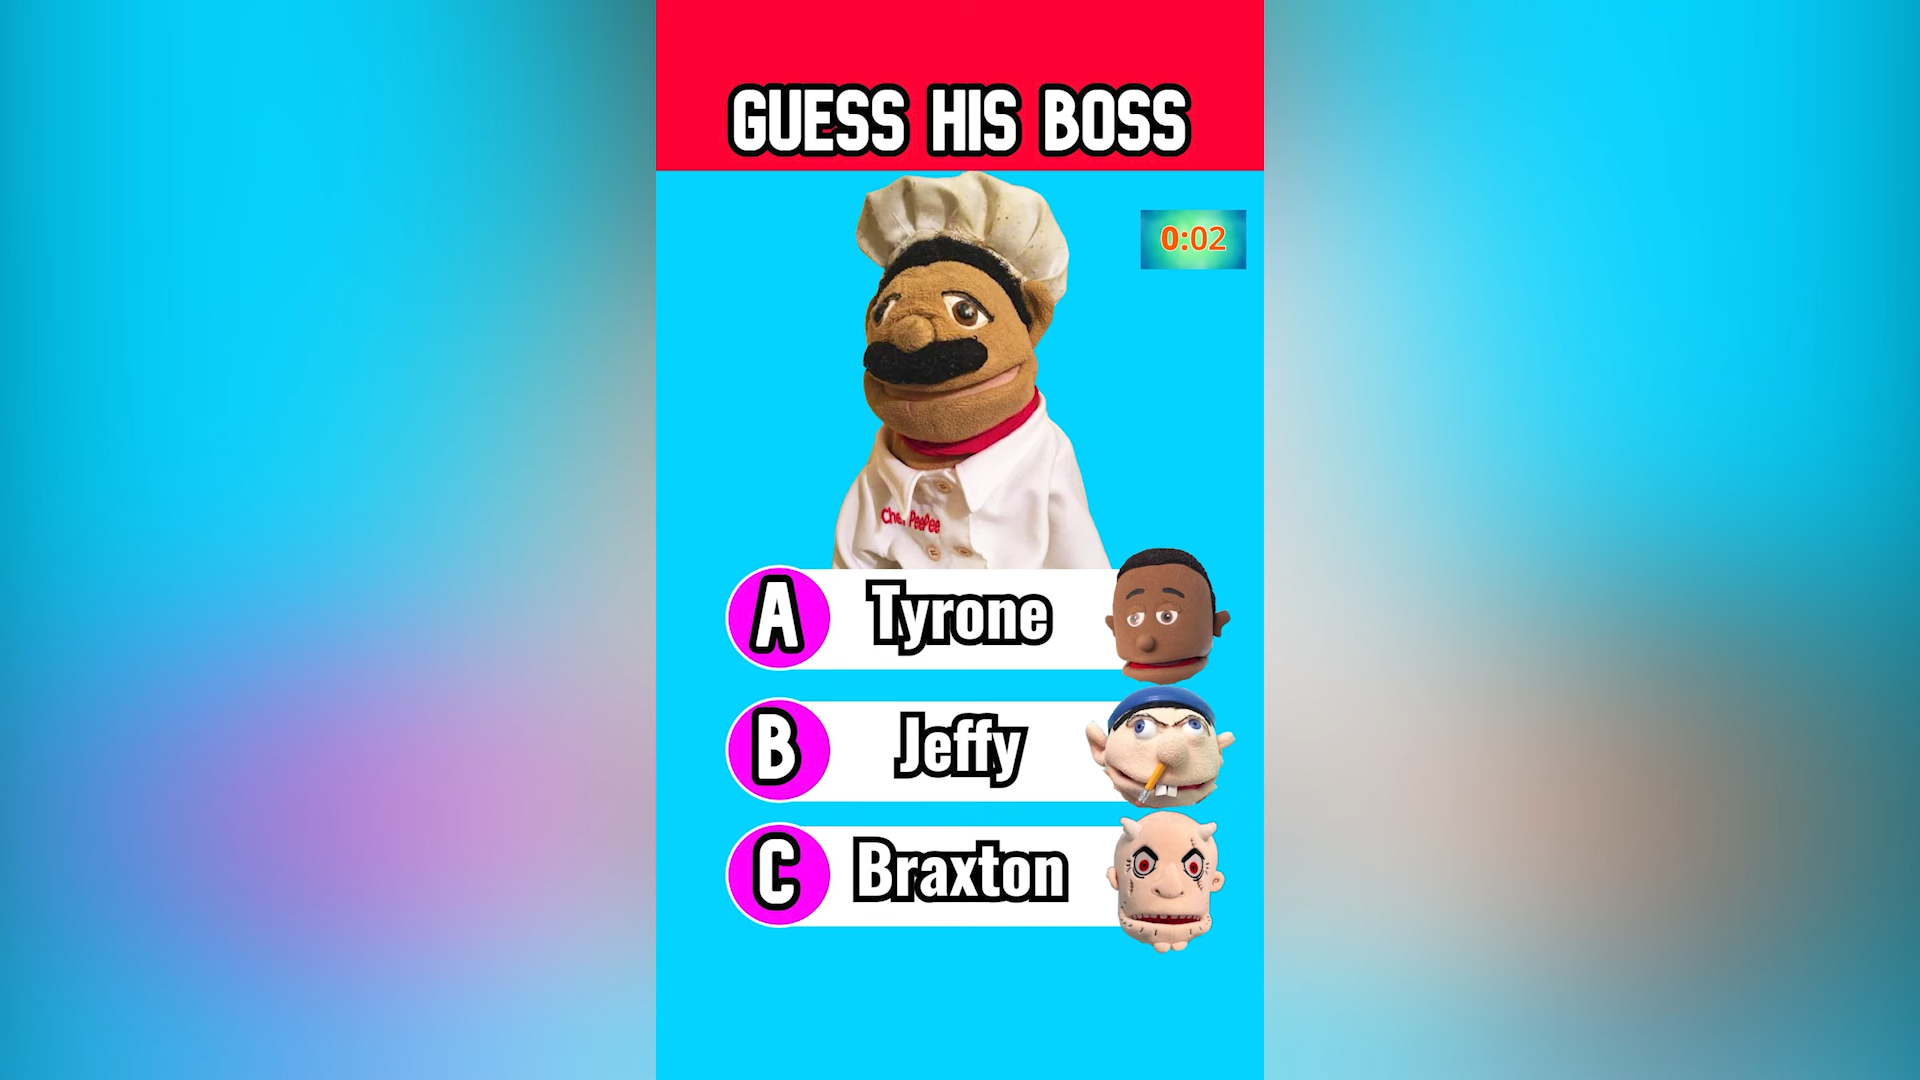 GUESS HIS BOSS
0:02
Chef PeePee
A Tyrone
B Jeffy
C Braxton